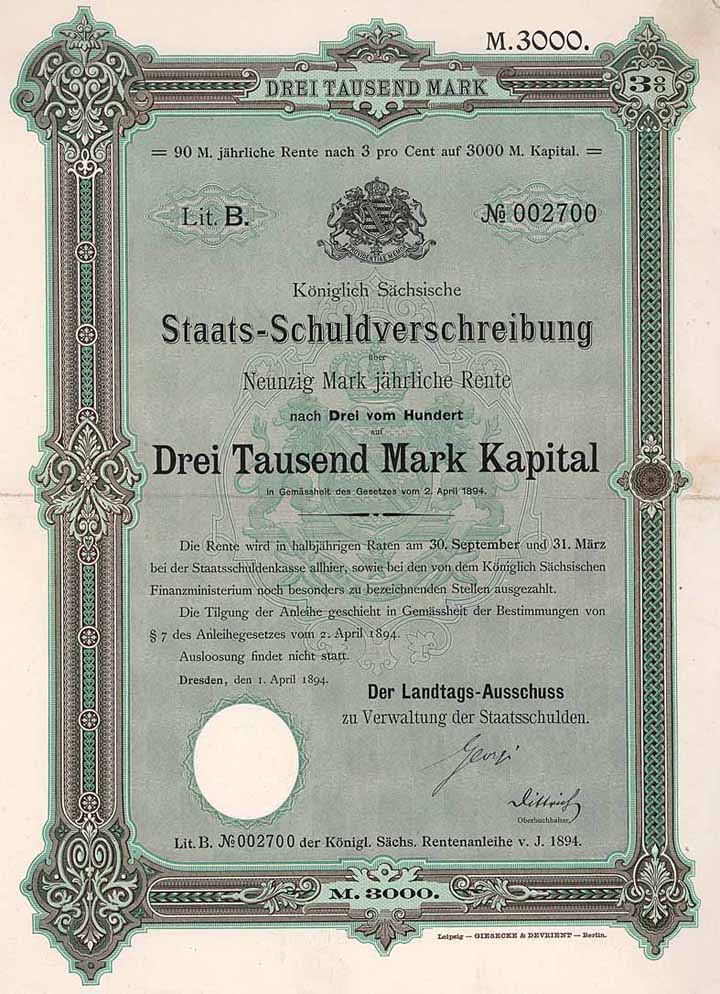 M. 3000.
DREI TAUSEND MARK
3%
= 90 M. jährliche Rente nach 3 pro Cent auf 3000 M. Kapital. =
Lit. B. № 002700
PROVIDENTIAE MEMOR
Königlich Sächsische
Staats-Schuldverschreibung
über
Neunzig Mark jährliche Rente
nach Drei vom Hundert
auf
Drei Tausend Mark Kapital
in Gemässheit des Gesetzes vom 2. April 1894.
Die Rente wird in halbjährigen Raten am 30. September und 31. März
bei der Staatsschuldenkasse allhier, sowie bei den von dem Königlich Sächsischen
Finanzministerium noch besonders zu bezeichnenden Stellen ausgezahlt.
Die Tilgung der Anleihe geschieht in Gemässheit der Bestimmungen von
§ 7 des Anleihegesetzes vom 2. April 1894.
Ausloosung findet nicht statt.
Dresden, den 1. April 1894.
Der Landtags-Ausschuss
zu Verwaltung der Staatsschulden.
Georgi
Dittrich
Oberbuchhalter.
Lit. B. № 002700 der Königl. Sächs. Rentenanleihe v. J. 1894.
M. 3000.
Leipzig — GIESECKE & DEVRIENT — Berlin.